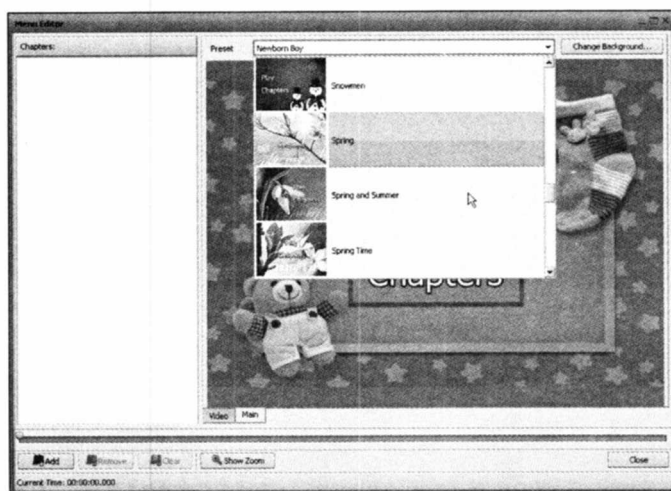 Menu Editor
Chapters:
Preset
Newborn Boy
Change Background...
Play
Chapters
Snowmen
Spring
Spring and Summer
Spring Time
Chapters
Video
Main
Add
Remove
Clear
Show Zoom
Close
Current Time: 00:00:00.000